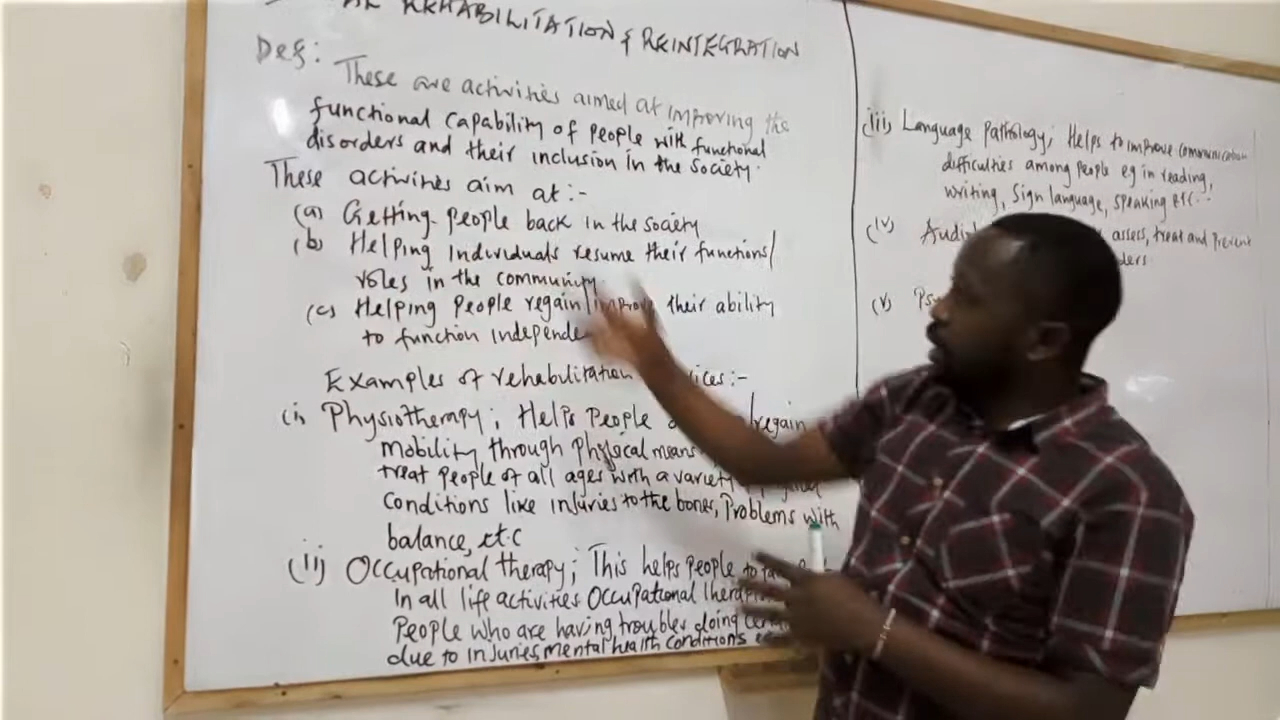 REHABILITATION & REINTEGRATION
Def:
These are activities aimed at improving the
functional capability of people with functional
disorders and their inclusion in the society.
These activities aim at:-
(a) Getting people back in the society
(b) Helping individuals resume their functions/
roles in the community.
(c) Helping people regain/improve their ability
to function
Examples of rehabilitation
(i) Physiotherapy; Helps people regain
mobility through physical means
treat people of all ages with a variety
conditions like injuries to the bones, Problems with
balance, etc
(ii) Occupational therapy; This helps people to
In all life activities Occupational
People who are having troubles doing
due to injuries, mental health conditions
(iii) Language Pathology; Helps to improve communication
difficulties among people eg in reading,
writing, Sign language, speaking etc.
(iv) assess, treat and prevent
(v)